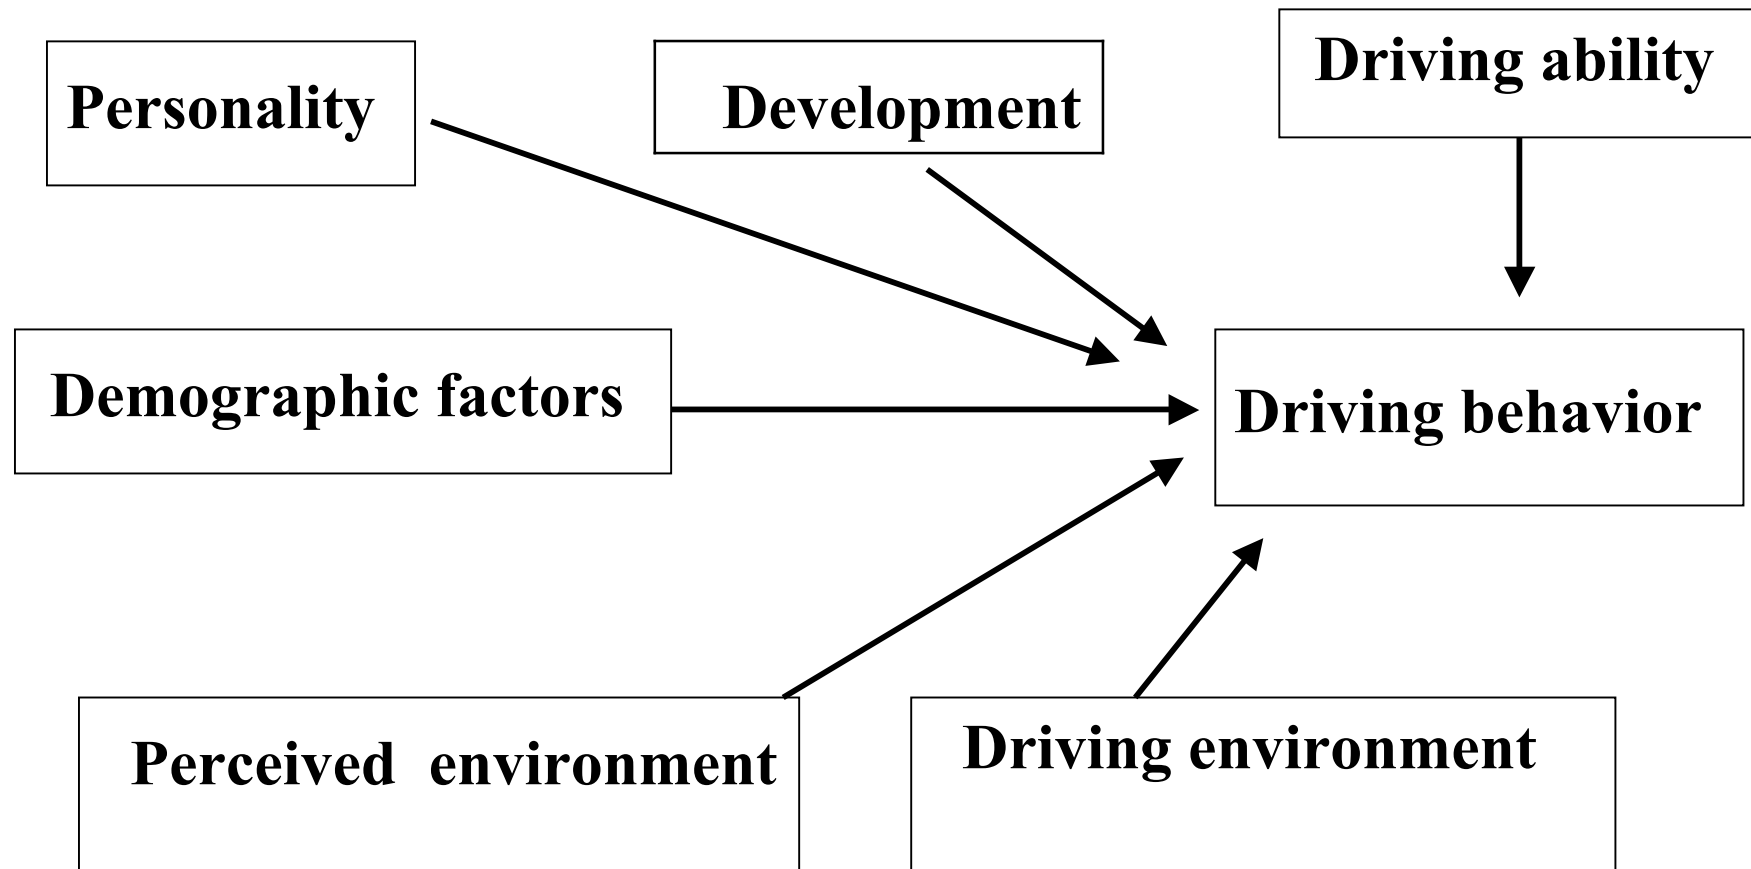 Driving ability
Personality
Development
Demographic factors
Driving behavior
Perceived  environment
Driving environment